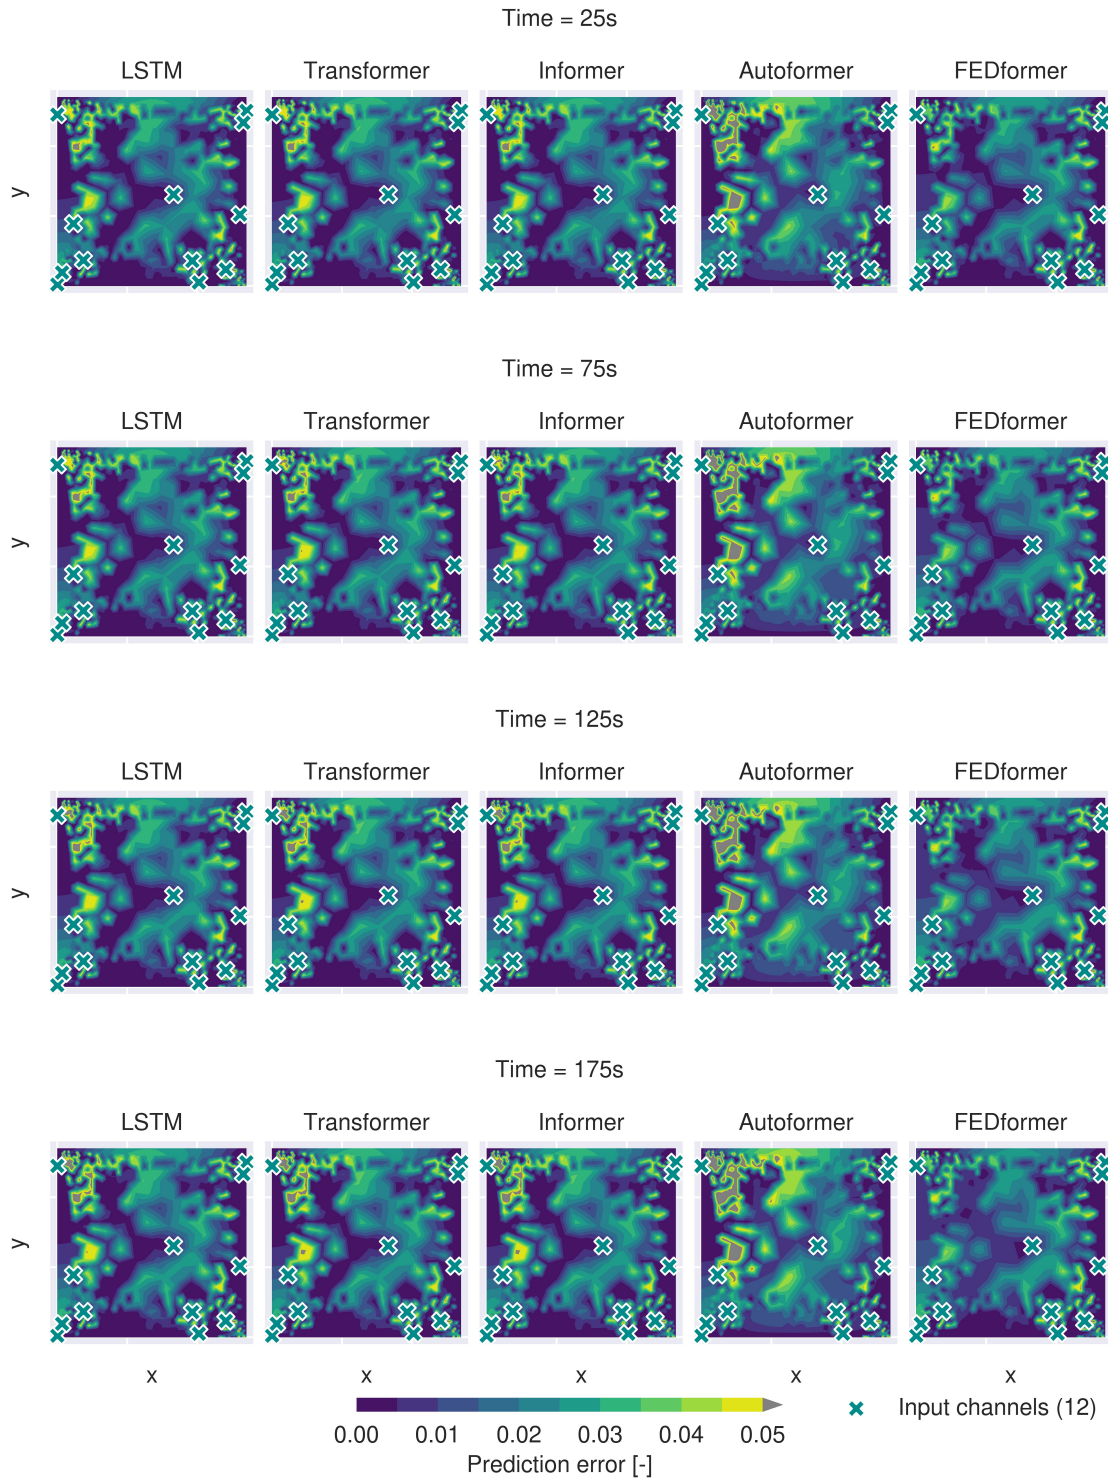 Time = 25s
LSTM Transformer Informer Autoformer FEDformer
y
Time = 75s
LSTM Transformer Informer Autoformer FEDformer
y
Time = 125s
LSTM Transformer Informer Autoformer FEDformer
y
Time = 175s
LSTM Transformer Informer Autoformer FEDformer
y
x x x x x
Input channels (12)
0.00 0.01 0.02 0.03 0.04 0.05
Prediction error [-]